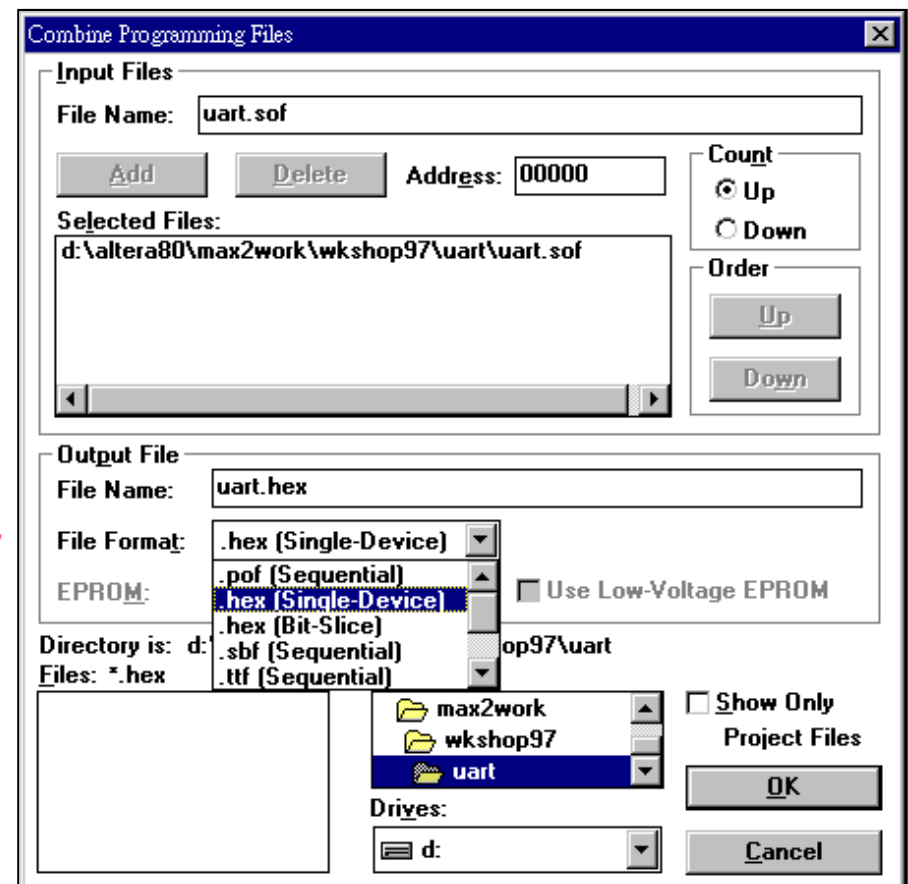 Combine Programming Files
Input Files
File Name: uart.sof
Add Delete Address: 00000
Count
Up
Down
Selected Files:
d:\altera80\max2work\wkshop97\uart\uart.sof
Order
Up
Down
Output File
File Name: uart.hex
File Format: .hex (Single-Device)
.pof (Sequential)
.hex (Single-Device)
.hex (Bit-Slice)
.sbf (Sequential)
.ttf (Sequential)
EPROM: Use Low-Voltage EPROM
Directory is: d: op97\uart
Files: *.hex
max2work
wkshop97
uart
Show Only
Project Files
Drives:
d:
OK
Cancel